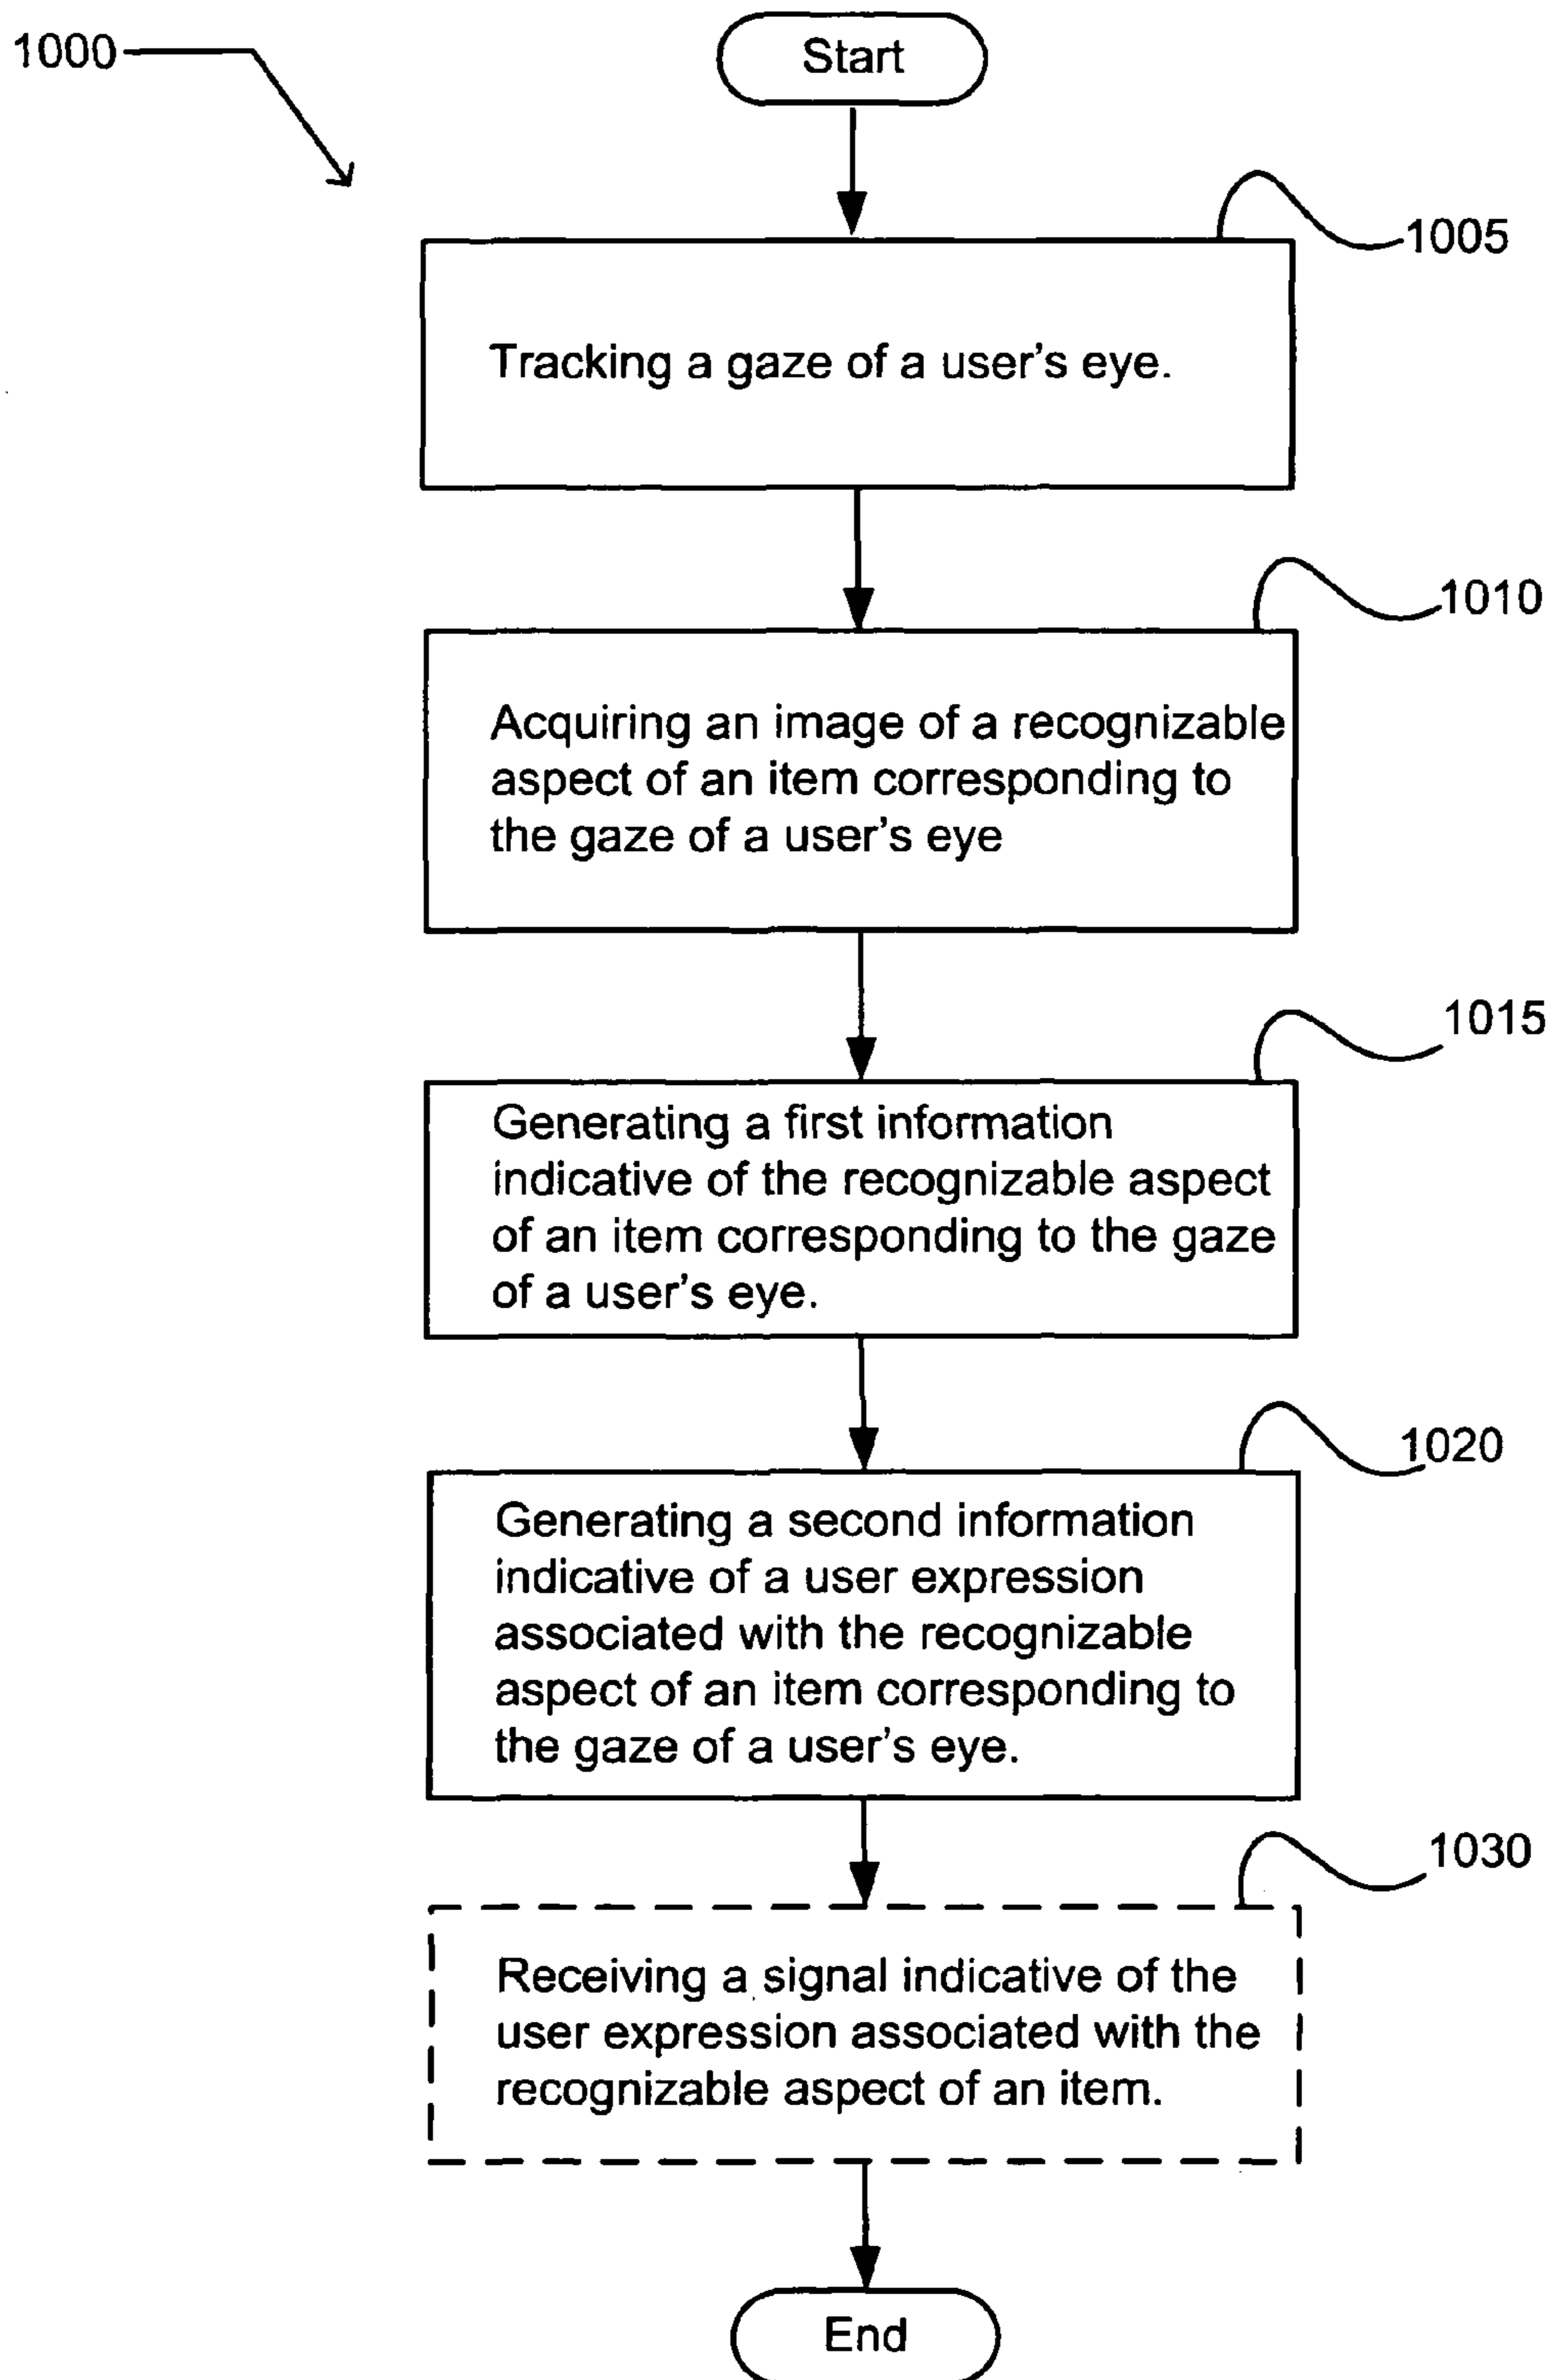 1000
Start
1005
Tracking a gaze of a user's eye.
1010
Acquiring an image of a recognizable
aspect of an item corresponding to
the gaze of a user's eye
1015
Generating a first information
indicative of the recognizable aspect
of an item corresponding to the gaze
of a user's eye.
1020
Generating a second information
indicative of a user expression
associated with the recognizable
aspect of an item corresponding to
the gaze of a user's eye.
1030
Receiving a signal indicative of the
user expression associated with the
recognizable aspect of an item.
End